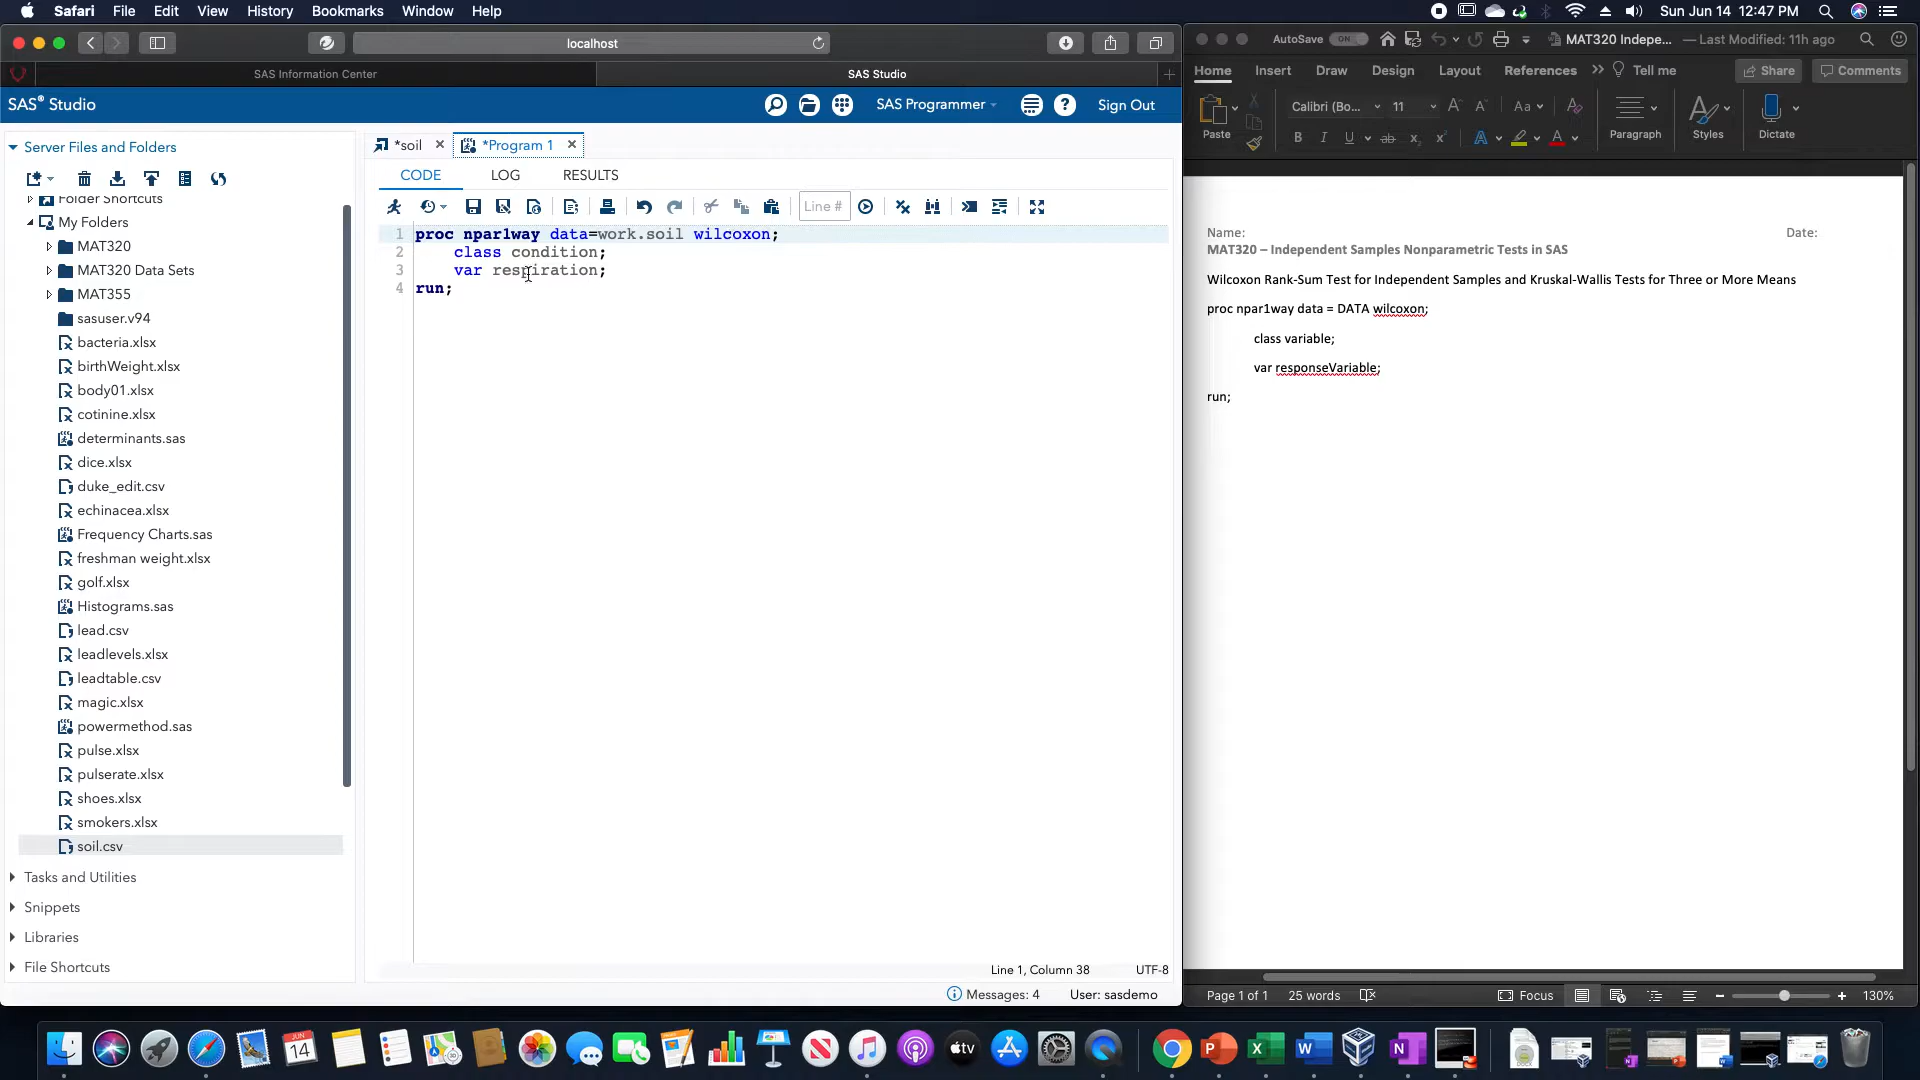 Safari File Edit View History Bookmarks Window Help
Sun Jun 14 12:47 PM
localhost
SAS Information Center
SAS Studio
SAS® Studio
SAS Programmer
Sign Out
Server Files and Folders
Folder Shortcuts
My Folders
MAT320
MAT320 Data Sets
MAT355
sasuser.v94
bacteria.xlsx
birthWeight.xlsx
body01.xlsx
cotinine.xlsx
determinants.sas
dice.xlsx
duke_edit.csv
echinacea.xlsx
Frequency Charts.sas
freshman weight.xlsx
golf.xlsx
Histograms.sas
lead.csv
leadlevels.xlsx
leadtable.csv
magic.xlsx
powermethod.sas
pulse.xlsx
pulserate.xlsx
shoes.xlsx
smokers.xlsx
soil.csv
Tasks and Utilities
Snippets
Libraries
File Shortcuts
*soil
*Program 1
CODE LOG RESULTS
Line #
1 proc npar1way data=work.soil wilcoxon;
2 class condition;
3 var respiration;
4 run;
Line 1, Column 38
UTF-8
Messages: 4
User: sasdemo
AutoSave ON
MAT320 Indepe... — Last Modified: 11h ago
Home Insert Draw Design Layout References >> Tell me
Share
Comments
Paste
Calibri (Bo... 11
Paragraph
Styles
Dictate
Name: Date:
MAT320 – Independent Samples Nonparametric Tests in SAS
Wilcoxon Rank-Sum Test for Independent Samples and Kruskal-Wallis Tests for Three or More Means
proc npar1way data = DATA wilcoxon;
class variable;
var responseVariable;
run;
Page 1 of 1 25 words
Focus
130%